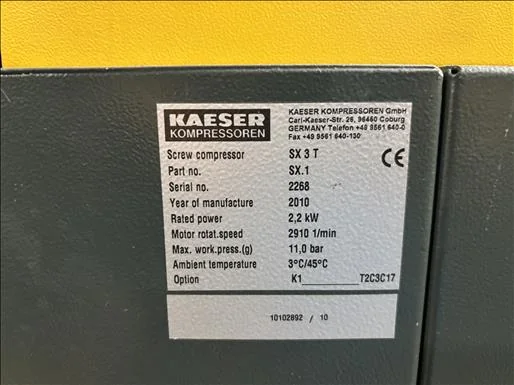 KAESER
KOMPRESSOREN
KAESER KOMPRESSOREN GmbH
Carl-Kaeser-Str. 26, 96450 Coburg
GERMANY Telefon +49 9561 640-0
Fax +49 9561 640-130
CE
Screw compressor SX 3 T
Part no. SX.1
Serial no. 2268
Year of manufacture 2010
Rated power 2,2 kW
Motor rotat.speed 2910 1/min
Max. work.press.(g) 11,0 bar
Ambient temperature 3°C/45°C
Option K1__________T2C3C17
10102892 / 10